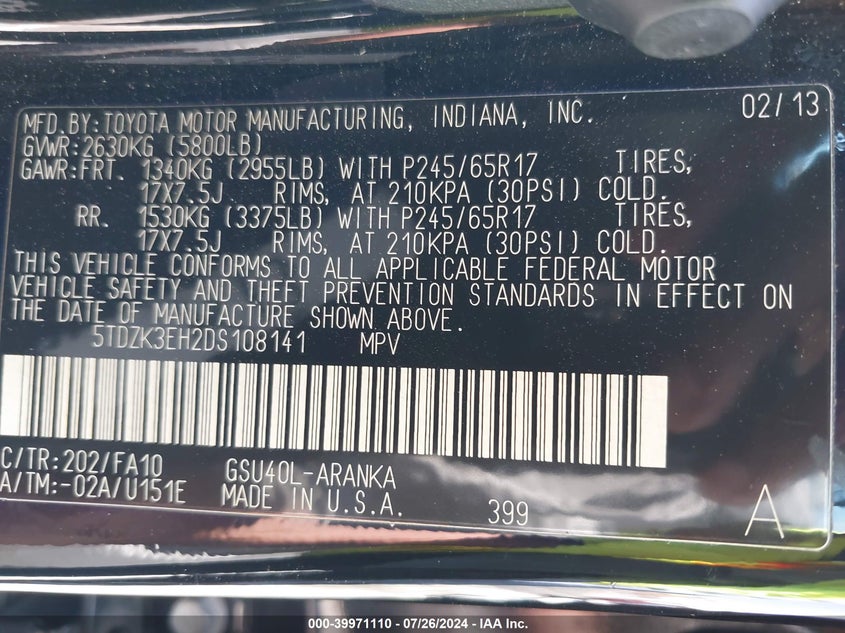 MFD.BY:TOYOTA MOTOR MANUFACTURING, INDIANA, INC. 02/13
GVWR:2630KG (5800LB)
GAWR:FRT. 1340KG (2955LB) WITH P245/65R17 TIRES,
17X7.5J RIMS, AT 210KPA (30PSI) COLD.
RR. 1530KG (3375LB) WITH P245/65R17 TIRES,
17X7.5J RIMS, AT 210KPA (30PSI) COLD.
THIS VEHICLE CONFORMS TO ALL APPLICABLE FEDERAL MOTOR
VEHICLE SAFETY AND THEFT PREVENTION STANDARDS IN EFFECT ON
THE DATE OF MANUFACTURE SHOWN ABOVE.
5TDZK3EH2DS108141 MPV
C/TR:202/FA10 GSU40L-ARANKA
A/TM:-02A/U151E MADE IN U.S.A. 399 A
000-39971110 - 07/26/2024 - IAA Inc.